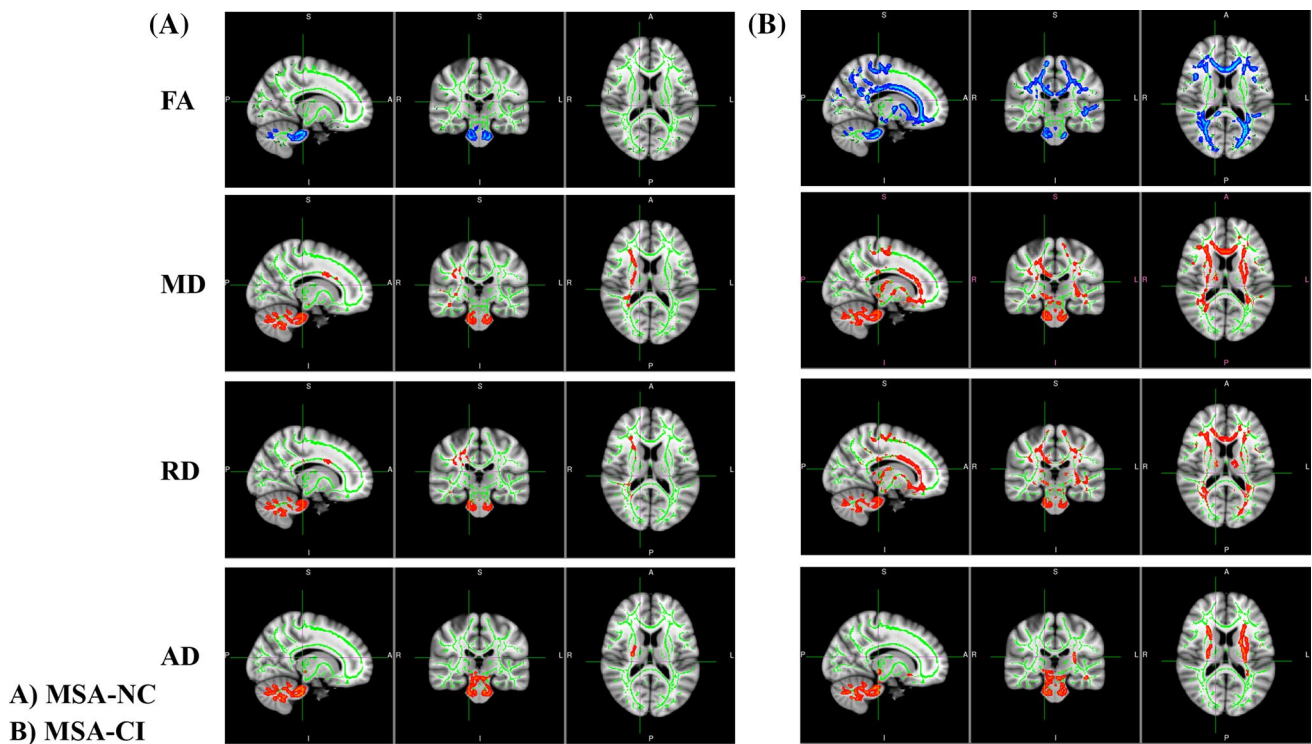 (A) (B)
S S A S S A
FA P A R L P A R L
I I P I I P
S S A S S A
MD P A R L P A R L
I I P I I P
S S A S S A
RD P A R L P A R L
I I P I I P
S S A S S A
AD P A R L P A R L
I I P I I P
A) MSA-NC
B) MSA-CI